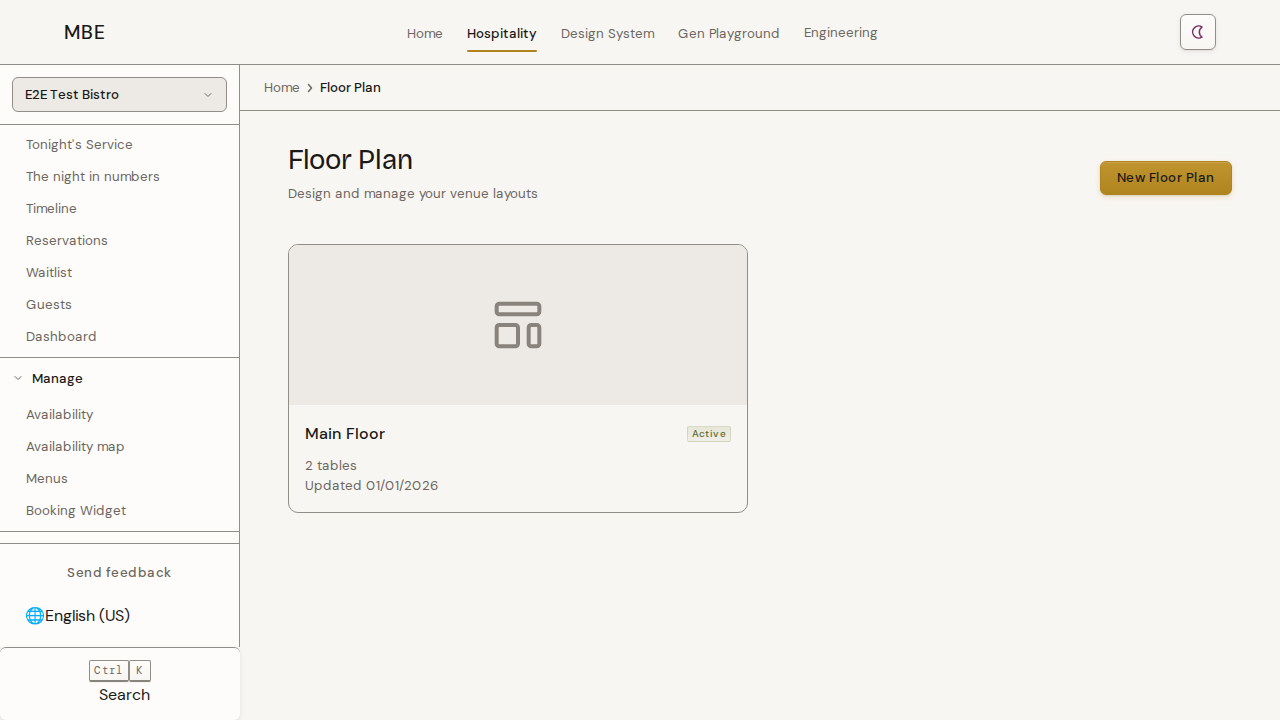 MBE
Home
Hospitality
Design System
Gen Playground
Engineering
E2E Test Bistro
Tonight's Service
The night in numbers
Timeline
Reservations
Waitlist
Guests
Dashboard
Manage
Availability
Availability map
Menus
Booking Widget
Send feedback
English (US)
Ctrl K
Search
Home > Floor Plan
Floor Plan
Design and manage your venue layouts
New Floor Plan
Main Floor
Active
2 tables
Updated 01/01/2026